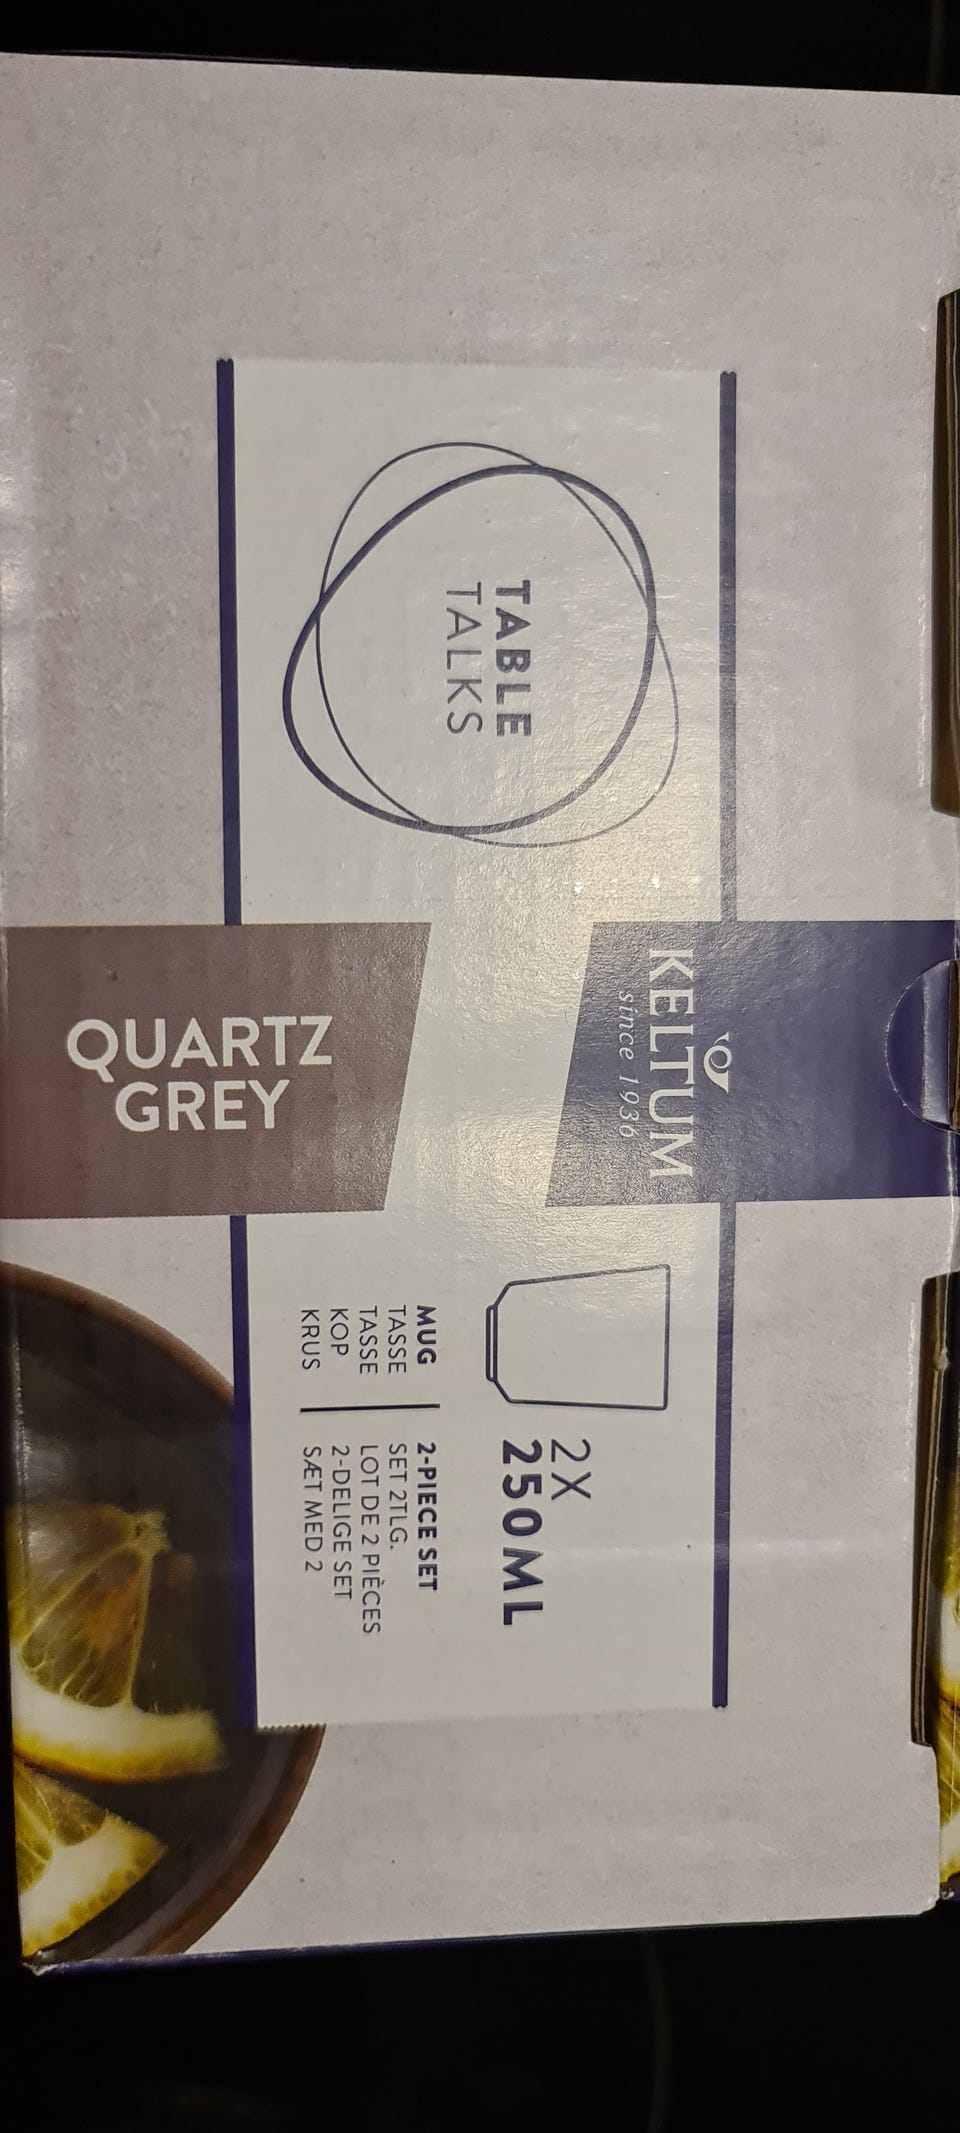 KELTUM
since 1936
TABLE
TALKS
2X
250ML
MUG
TASSE
TASSE
KOP
KRUS
2-PIECE SET
SET 2TLG.
LOT DE 2 PIÈCES
2-DELIGE SET
SÆT MED 2
QUARTZ
GREY